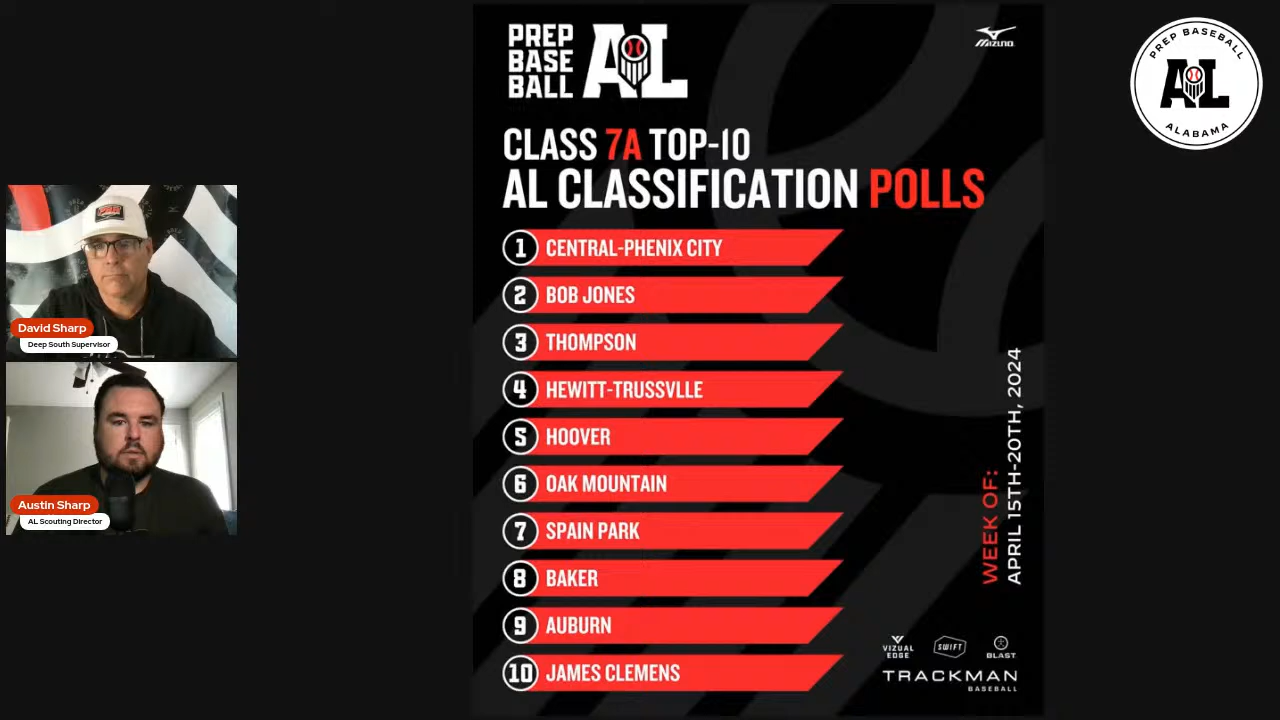 PREP
BASE
BALL
AL
MIZUNO
PREP BASEBALL
AL
ALABAMA
CLASS 7A TOP-10
AL CLASSIFICATION POLLS
1 CENTRAL-PHENIX CITY
2 BOB JONES
3 THOMPSON
4 HEWITT-TRUSSVLLE
5 HOOVER
6 OAK MOUNTAIN
7 SPAIN PARK
8 BAKER
9 AUBURN
10 JAMES CLEMENS
WEEK OF:
APRIL 15TH-20TH, 2024
VIZUAL
EDGE
SWIFT
BLAST
TRACKMAN
BASEBALL
David Sharp
Deep South Supervisor
Austin Sharp
AL Scouting Director